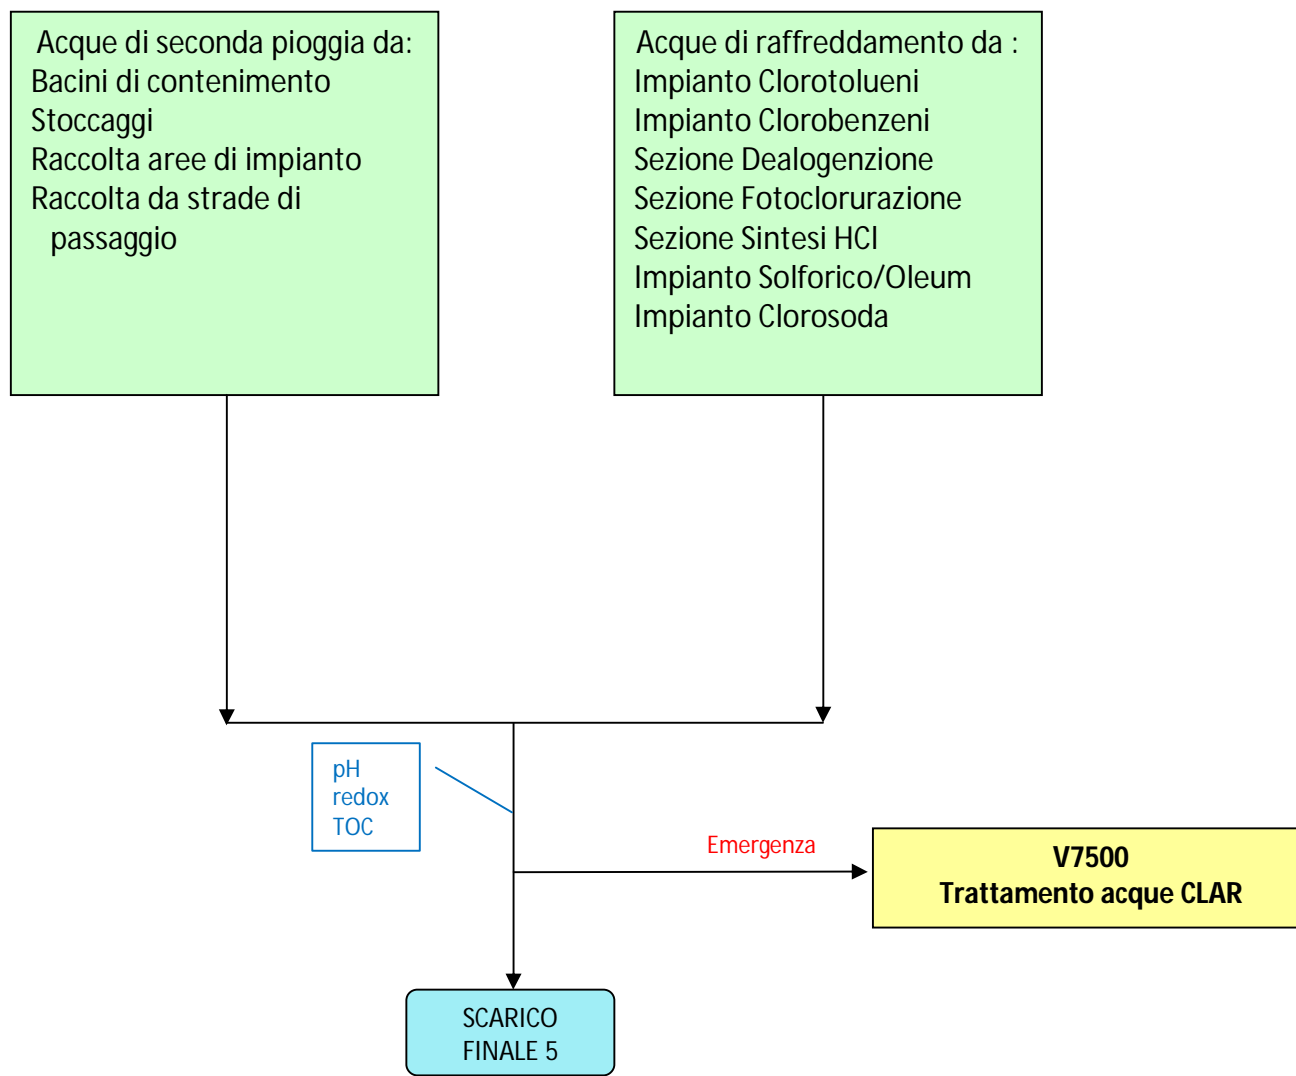 Acque di seconda pioggia da:
Bacini di contenimento
Stoccaggi
Raccolta aree di impianto
Raccolta da strade di
passaggio
Acque di raffreddamento da :
Impianto Clorotolueni
Impianto Clorobenzeni
Sezione Dealogenzione
Sezione Fotoclorurazione
Sezione Sintesi HCl
Impianto Solforico/Oleum
Impianto Clorosoda
pH
redox
TOC
Emergenza
V7500
Trattamento acque CLAR
SCARICO
FINALE 5